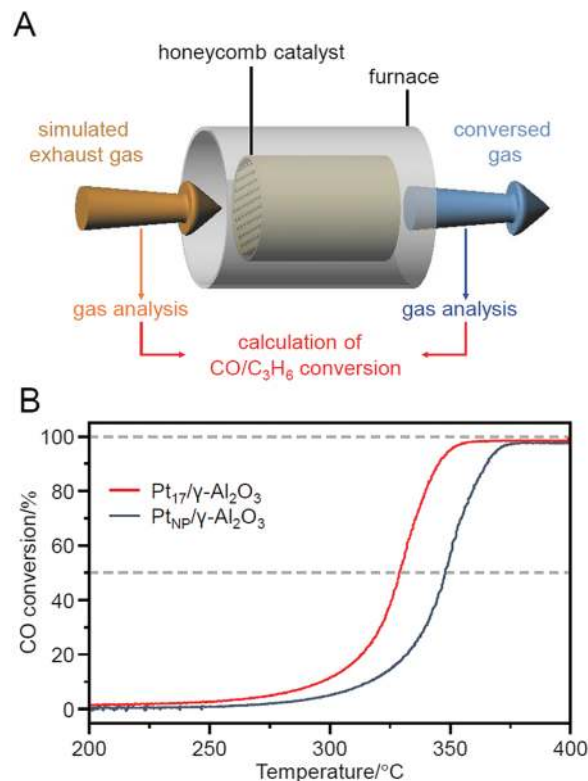 A
honeycomb catalyst
furnace
simulated
exhaust gas
conversed
gas
gas analysis
gas analysis
calculation of
CO/C₃H₆ conversion
B
100
80
60
40
20
0
CO conversion/%
Pt₁₇/γ-Al₂O₃
Pt_NP/γ-Al₂O₃
200
250
300
350
400
Temperature/°C